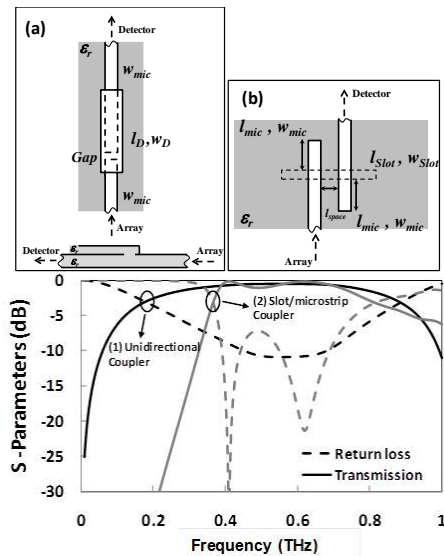 (a)
Detector
εr
wmic
lD, wD
Gap
wmic
Array
Detector
εr
εr
Array
(b)
Detector
lmic , wmic
lSlot , wSlot
lspace
εr
lmic , wmic
Array
S -Parameters (dB)
0
-5
-10
-15
-20
-25
-30
(1) Unidirectional
Coupler
(2) Slot/microstrip
Coupler
Return loss
Transmission
0 0.2 0.4 0.6 0.8 1
Frequency (THz)